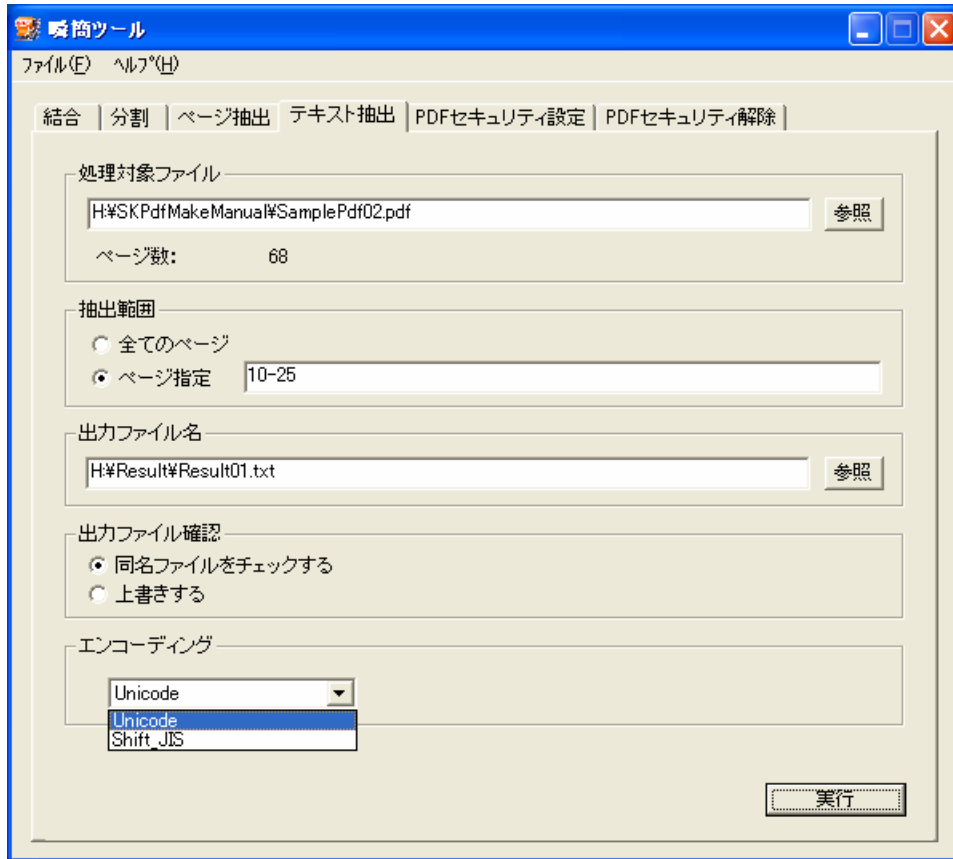 瞬簡ツール
ファイル(F) ヘルプ(H)
結合 分割 ページ抽出 テキスト抽出 PDFセキュリティ設定 PDFセキュリティ解除
処理対象ファイル
H:¥SKPdfMakeManual¥SamplePdf02.pdf 参照
ページ数: 68
抽出範囲
全てのページ
ページ指定 10-25
出力ファイル名
H:¥Result¥Result01.txt 参照
出力ファイル確認
同名ファイルをチェックする
上書きする
エンコーディング
Unicode
Unicode
Shift_JIS
実行